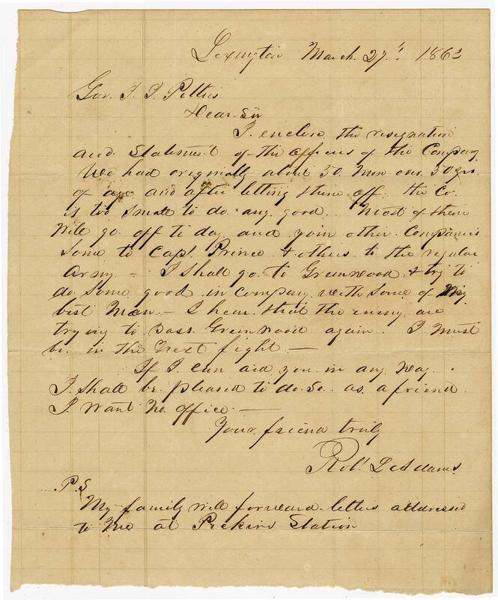 Lexington March 27th 1863
Gov. J. J. Pettus
Dear Sir
I enclose the resignation
and Statement of the officers of the Company
We had originally about 50 Men over 50 yrs.
of age and after letting them off the Co.
is too Small to do any good. Most of them
will go off to day and join other Companies
Some to Capt. Prince & others to the regular
Army - I Shall go to Greenwood & try to
do Some good in company with Some of my
best Men - I hear that the enemy are
trying to pass Greenwood again. I must
be in the Next fight -
If I can aid you in any way
I Shall be pleased to do So as a friend
I Want No office -
Your friend truly
Robt.
P.S.
My family will forward letters addressed
to Me at Pickins Station